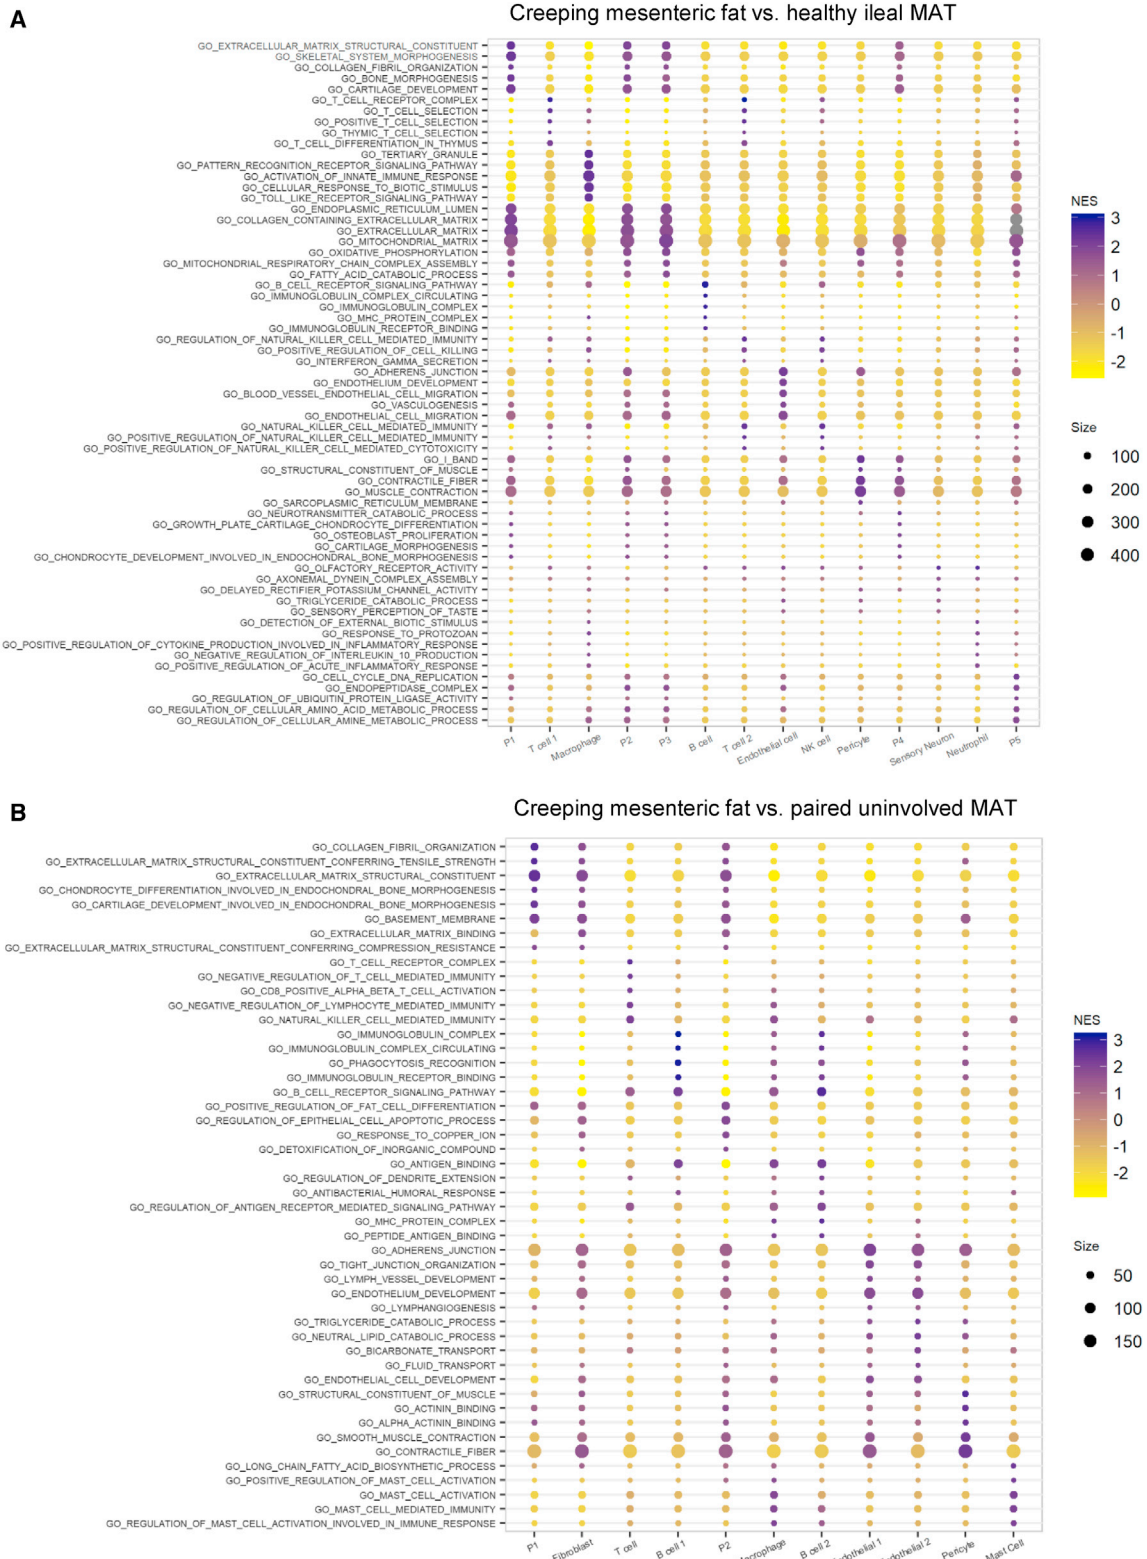 A
Creeping mesenteric fat vs. healthy ileal MAT
GO_EXTRACELLULAR_MATRIX_STRUCTURAL_CONSTITUENT
GO_SKELETAL_SYSTEM_MORPHOGENESIS
GO_COLLAGEN_FIBRIL_ORGANIZATION
GO_BONE_MORPHOGENESIS
GO_CARTILAGE_DEVELOPMENT
GO_T_CELL_RECEPTOR_COMPLEX
GO_T_CELL_SELECTION
GO_POSITIVE_T_CELL_SELECTION
GO_THYMIC_T_CELL_SELECTION
GO_T_CELL_DIFFERENTIATION_IN_THYMUS
GO_TERTIARY_GRANULE
GO_PATTERN_RECOGNITION_RECEPTOR_SIGNALING_PATHWAY
GO_ACTIVATION_OF_INNATE_IMMUNE_RESPONSE
GO_CELLULAR_RESPONSE_TO_BIOTIC_STIMULUS
GO_TOLL_LIKE_RECEPTOR_SIGNALING_PATHWAY
GO_ENDOPLASMIC_RETICULUM_LUMEN
GO_COLLAGEN_CONTAINING_EXTRACELLULAR_MATRIX
GO_EXTRACELLULAR_MATRIX
GO_MITOCHONDRIAL_MATRIX
GO_OXIDATIVE_PHOSPHORYLATION
GO_MITOCHONDRIAL_RESPIRATORY_CHAIN_COMPLEX_ASSEMBLY
GO_FATTY_ACID_CATABOLIC_PROCESS
GO_B_CELL_RECEPTOR_SIGNALING_PATHWAY
GO_IMMUNOGLOBULIN_COMPLEX_CIRCULATING
GO_IMMUNOGLOBULIN_COMPLEX
GO_MHC_PROTEIN_COMPLEX
GO_IMMUNOGLOBULIN_RECEPTOR_BINDING
GO_REGULATION_OF_NATURAL_KILLER_CELL_MEDIATED_IMMUNITY
GO_POSITIVE_REGULATION_OF_CELL_KILLING
GO_INTERFERON_GAMMA_SECRETION
GO_ADHERENS_JUNCTION
GO_ENDOTHELIUM_DEVELOPMENT
GO_BLOOD_VESSEL_ENDOTHELIAL_CELL_MIGRATION
GO_VASCULOGENESIS
GO_ENDOTHELIAL_CELL_MIGRATION
GO_NATURAL_KILLER_CELL_MEDIATED_IMMUNITY
GO_POSITIVE_REGULATION_OF_NATURAL_KILLER_CELL_MEDIATED_IMMUNITY
GO_POSITIVE_REGULATION_OF_NATURAL_KILLER_CELL_MEDIATED_CYTOTOXICITY
GO_I_BAND
GO_STRUCTURAL_CONSTITUENT_OF_MUSCLE
GO_CONTRACTILE_FIBER
GO_MUSCLE_CONTRACTION
GO_SARCOPLASMIC_RETICULUM_MEMBRANE
GO_NEUROTRANSMITTER_CATABOLIC_PROCESS
GO_GROWTH_PLATE_CARTILAGE_CHONDROCYTE_DIFFERENTIATION
GO_OSTEOBLAST_PROLIFERATION
GO_CARTILAGE_MORPHOGENESIS
GO_CHONDROCYTE_DEVELOPMENT_INVOLVED_IN_ENDOCHONDRAL_BONE_MORPHOGENESIS
GO_OLFACTORY_RECEPTOR_ACTIVITY
GO_AXONEMAL_DYNEIN_COMPLEX_ASSEMBLY
GO_DELAYED_RECTIFIER_POTASSIUM_CHANNEL_ACTIVITY
GO_TRIGLYCERIDE_CATABOLIC_PROCESS
GO_SENSORY_PERCEPTION_OF_TASTE
GO_DETECTION_OF_EXTERNAL_BIOTIC_STIMULUS
GO_RESPONSE_TO_PROTOZOAN
GO_POSITIVE_REGULATION_OF_CYTOKINE_PRODUCTION_INVOLVED_IN_INFLAMMATORY_RESPONSE
GO_NEGATIVE_REGULATION_OF_INTERLEUKIN_10_PRODUCTION
GO_POSITIVE_REGULATION_OF_ACUTE_INFLAMMATORY_RESPONSE
GO_CELL_CYCLE_DNA_REPLICATION
GO_ENDOPEPTIDASE_COMPLEX
GO_REGULATION_OF_UBIQUITIN_PROTEIN_LIGASE_ACTIVITY
GO_REGULATION_OF_CELLULAR_AMINO_ACID_METABOLIC_PROCESS
GO_REGULATION_OF_CELLULAR_AMINE_METABOLIC_PROCESS
P1 T cell 1 Macrophage P2 P3 B cell T cell 2 Endothelial cell NK cell Pericyte P4 Sensory Neuron Neutrophil P5
NES
3
2
1
0
-1
-2
Size
100
200
300
400
B
Creeping mesenteric fat vs. paired uninvolved MAT
GO_COLLAGEN_FIBRIL_ORGANIZATION
GO_EXTRACELLULAR_MATRIX_STRUCTURAL_CONSTITUENT_CONFERRING_TENSILE_STRENGTH
GO_EXTRACELLULAR_MATRIX_STRUCTURAL_CONSTITUENT
GO_CHONDROCYTE_DIFFERENTIATION_INVOLVED_IN_ENDOCHONDRAL_BONE_MORPHOGENESIS
GO_CARTILAGE_DEVELOPMENT_INVOLVED_IN_ENDOCHONDRAL_BONE_MORPHOGENESIS
GO_BASEMENT_MEMBRANE
GO_EXTRACELLULAR_MATRIX_BINDING
GO_EXTRACELLULAR_MATRIX_STRUCTURAL_CONSTITUENT_CONFERRING_COMPRESSION_RESISTANCE
GO_T_CELL_RECEPTOR_COMPLEX
GO_NEGATIVE_REGULATION_OF_T_CELL_MEDIATED_IMMUNITY
GO_CD8_POSITIVE_ALPHA_BETA_T_CELL_ACTIVATION
GO_NEGATIVE_REGULATION_OF_LYMPHOCYTE_MEDIATED_IMMUNITY
GO_NATURAL_KILLER_CELL_MEDIATED_IMMUNITY
GO_IMMUNOGLOBULIN_COMPLEX
GO_IMMUNOGLOBULIN_COMPLEX_CIRCULATING
GO_PHAGOCYTOSIS_RECOGNITION
GO_IMMUNOGLOBULIN_RECEPTOR_BINDING
GO_B_CELL_RECEPTOR_SIGNALING_PATHWAY
GO_POSITIVE_REGULATION_OF_FAT_CELL_DIFFERENTIATION
GO_REGULATION_OF_EPITHELIAL_CELL_APOPTOTIC_PROCESS
GO_RESPONSE_TO_COPPER_ION
GO_DETOXIFICATION_OF_INORGANIC_COMPOUND
GO_ANTIGEN_BINDING
GO_REGULATION_OF_DENDRITE_EXTENSION
GO_ANTIBACTERIAL_HUMORAL_RESPONSE
GO_REGULATION_OF_ANTIGEN_RECEPTOR_MEDIATED_SIGNALING_PATHWAY
GO_MHC_PROTEIN_COMPLEX
GO_PEPTIDE_ANTIGEN_BINDING
GO_ADHERENS_JUNCTION
GO_TIGHT_JUNCTION_ORGANIZATION
GO_LYMPH_VESSEL_DEVELOPMENT
GO_ENDOTHELIUM_DEVELOPMENT
GO_LYMPHANGIOGENESIS
GO_TRIGLYCERIDE_CATABOLIC_PROCESS
GO_NEUTRAL_LIPID_CATABOLIC_PROCESS
GO_BICARBONATE_TRANSPORT
GO_FLUID_TRANSPORT
GO_ENDOTHELIAL_CELL_DEVELOPMENT
GO_STRUCTURAL_CONSTITUENT_OF_MUSCLE
GO_ACTININ_BINDING
GO_ALPHA_ACTININ_BINDING
GO_SMOOTH_MUSCLE_CONTRACTION
GO_CONTRACTILE_FIBER
GO_LONG_CHAIN_FATTY_ACID_BIOSYNTHETIC_PROCESS
GO_POSITIVE_REGULATION_OF_MAST_CELL_ACTIVATION
GO_MAST_CELL_ACTIVATION
GO_MAST_CELL_MEDIATED_IMMUNITY
GO_REGULATION_OF_MAST_CELL_ACTIVATION_INVOLVED_IN_IMMUNE_RESPONSE
P1 Fibroblast T cell B cell 1 P2 acrophage B cell 2 ndothelial 1 ndothelial 2 Pericyte Mast Cell
NES
3
2
1
0
-1
-2
Size
50
100
150